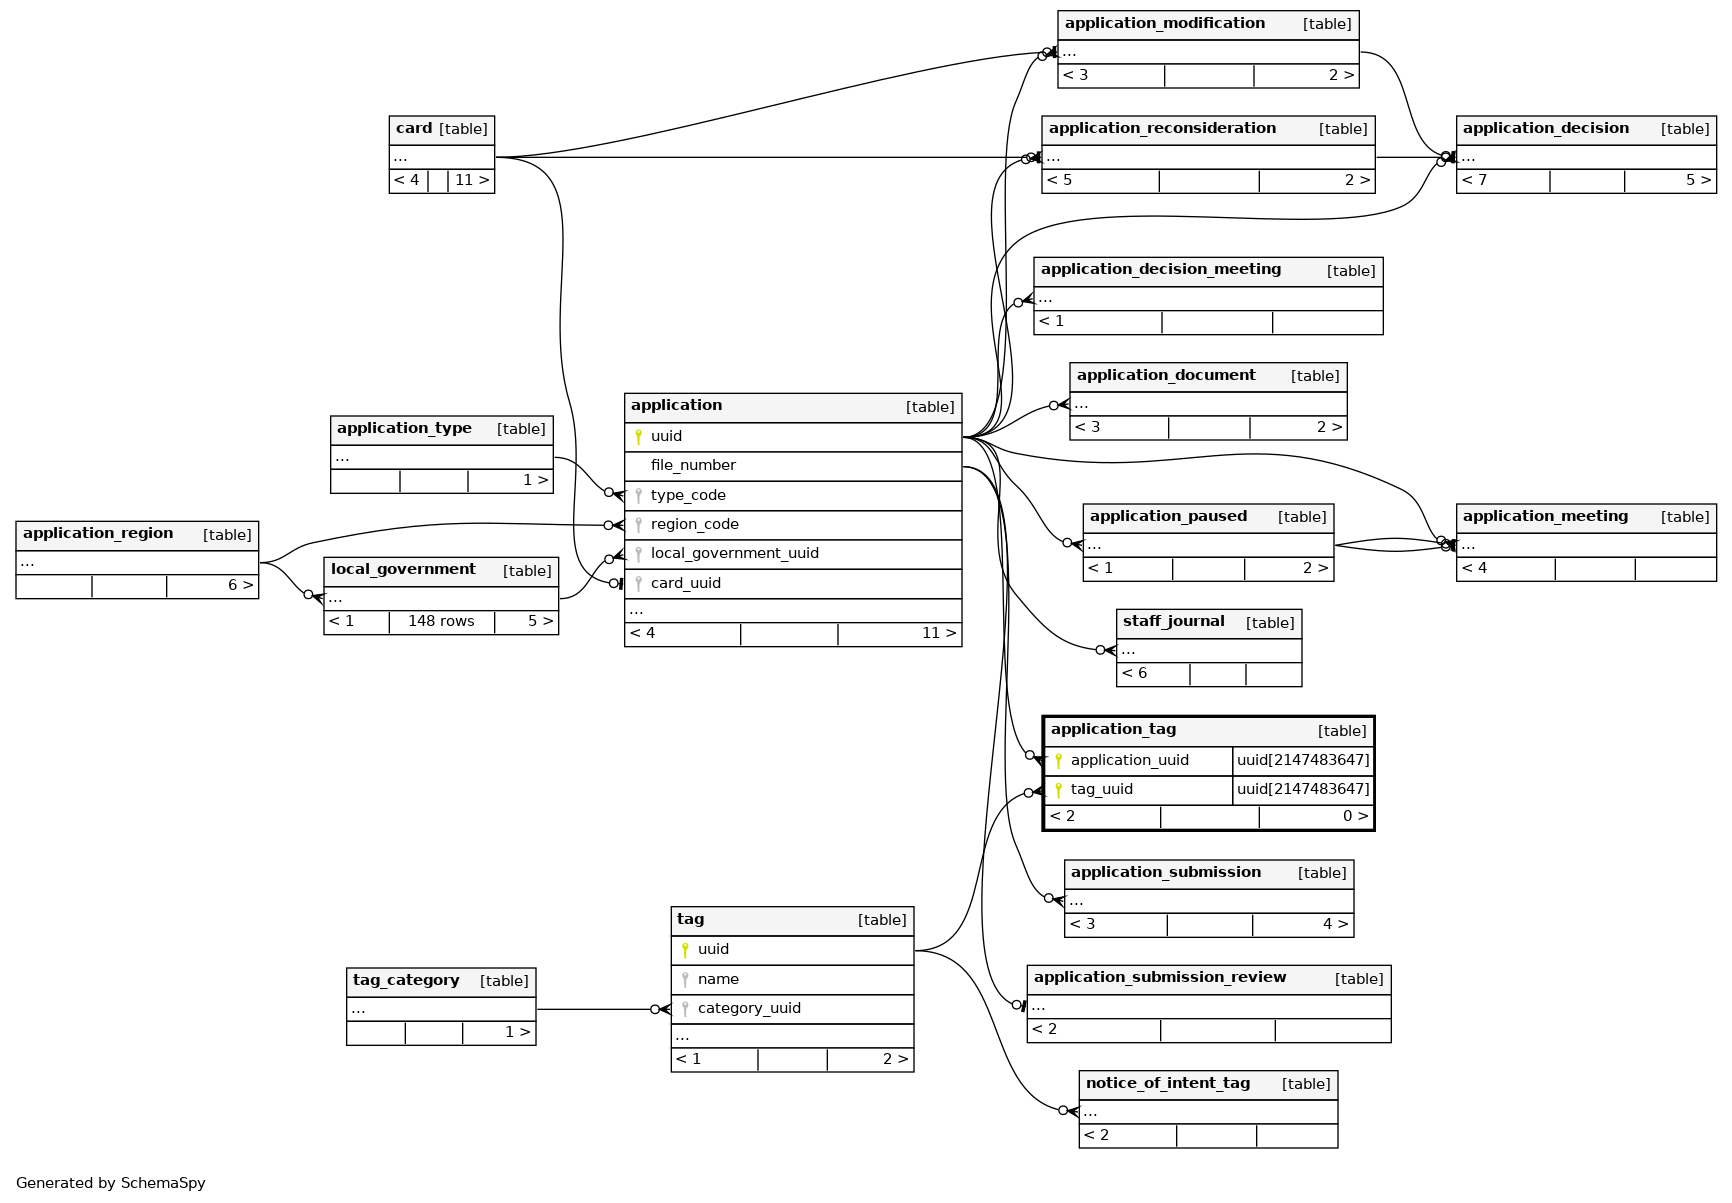 application_modification [table]
...
< 3 2 >
card [table]
...
< 4 11 >
application_reconsideration [table]
...
< 5 2 >
application_decision [table]
...
< 7 5 >
application_decision_meeting [table]
...
< 1
application_document [table]
...
< 3 2 >
application [table]
uuid
file_number
type_code
region_code
local_government_uuid
card_uuid
...
< 4 11 >
application_type [table]
...
1 >
application_region [table]
...
6 >
local_government [table]
...
< 1 148 rows 5 >
application_paused [table]
...
< 1 2 >
application_meeting [table]
...
< 4
staff_journal [table]
...
< 6
application_tag [table]
application_uuid uuid[2147483647]
tag_uuid uuid[2147483647]
< 2 0 >
application_submission [table]
...
< 3 4 >
tag [table]
uuid
name
category_uuid
...
< 1 2 >
tag_category [table]
...
1 >
application_submission_review [table]
...
< 2
notice_of_intent_tag [table]
...
< 2
Generated by SchemaSpy